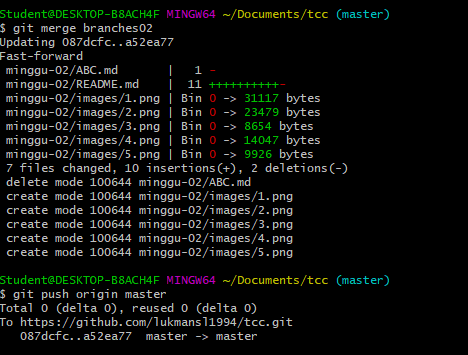 Student@DESKTOP-B8ACH4F MINGW64 ~/Documents/tcc (master)
$ git merge branches02
Updating 087dcfc..a52ea77
Fast-forward
 minggu-02/ABC.md       |   1 -
 minggu-02/README.md    |  11 ++++++++++-
 minggu-02/images/1.png | Bin 0 -> 31117 bytes
 minggu-02/images/2.png | Bin 0 -> 23479 bytes
 minggu-02/images/3.png | Bin 0 -> 8654 bytes
 minggu-02/images/4.png | Bin 0 -> 14047 bytes
 minggu-02/images/5.png | Bin 0 -> 9926 bytes
 7 files changed, 10 insertions(+), 2 deletions(-)
 delete mode 100644 minggu-02/ABC.md
 create mode 100644 minggu-02/images/1.png
 create mode 100644 minggu-02/images/2.png
 create mode 100644 minggu-02/images/3.png
 create mode 100644 minggu-02/images/4.png
 create mode 100644 minggu-02/images/5.png
Student@DESKTOP-B8ACH4F MINGW64 ~/Documents/tcc (master)
$ git push origin master
Total 0 (delta 0), reused 0 (delta 0)
To https://github.com/lukmansl1994/tcc.git
   087dcfc..a52ea77  master -> master